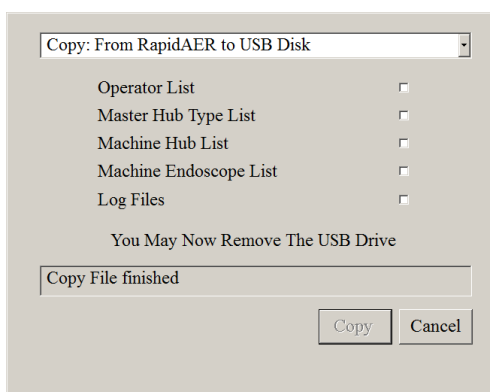 Copy: From RapidAER to USB Disk
Operator List
Master Hub Type List
Machine Hub List
Machine Endoscope List
Log Files
You May Now Remove The USB Drive
Copy File finished
Copy Cancel